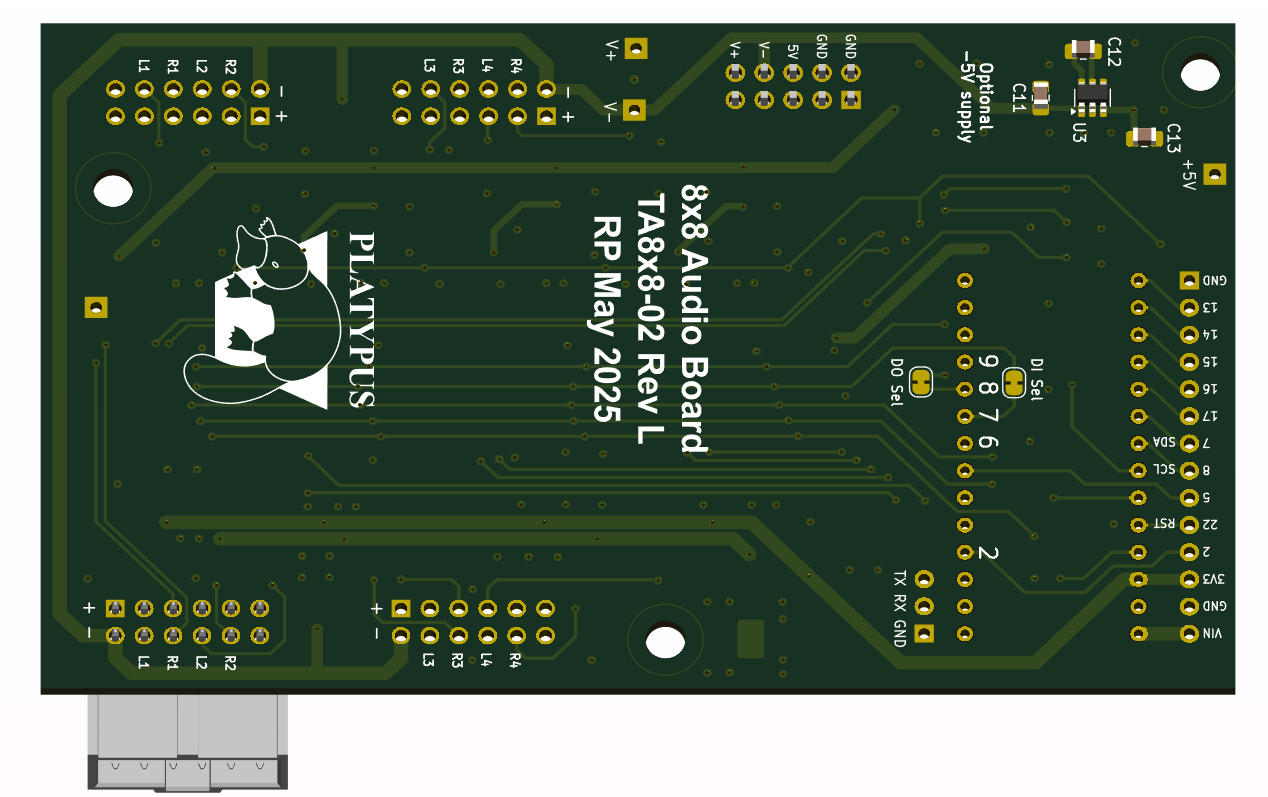 L1 R1 L2 R2 -
+
L3 R3 L4 R4 -
+
V+
V-
V+ V- 5V GND GND
Optional
-5V supply
C11
C12
U3
C13
+5V
8x8 Audio Board
TA8x8-02 Rev L
RP May 2025
PLATYPUS
GND
13
14
15
16
17
SDA 7
SCL 8
5
RST 22
2
3V3
GND
VIN
DO Sel
DI Sel
9
8
7
6
2
TX
RX
GND
+
-
L1 R1 L2 R2
+
-
L3 R3 L4 R4